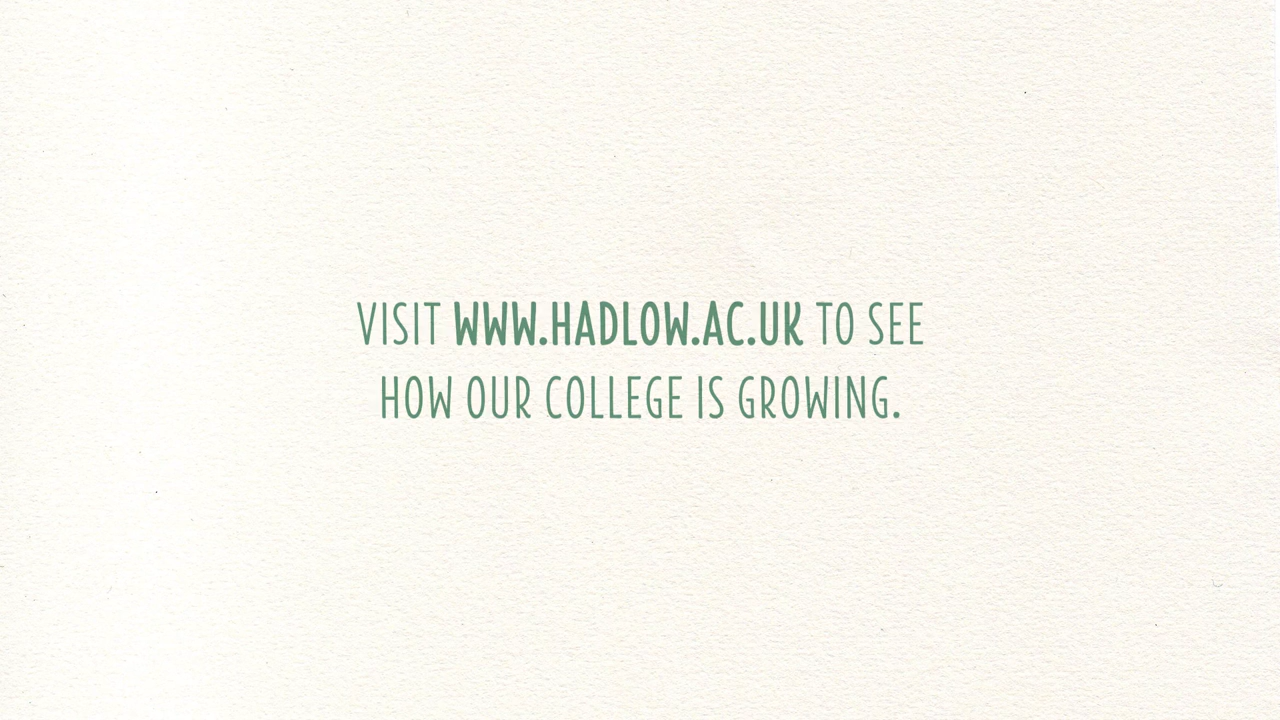 VISIT WWW.HADLOW.AC.UK TO SEE
HOW OUR COLLEGE IS GROWING.